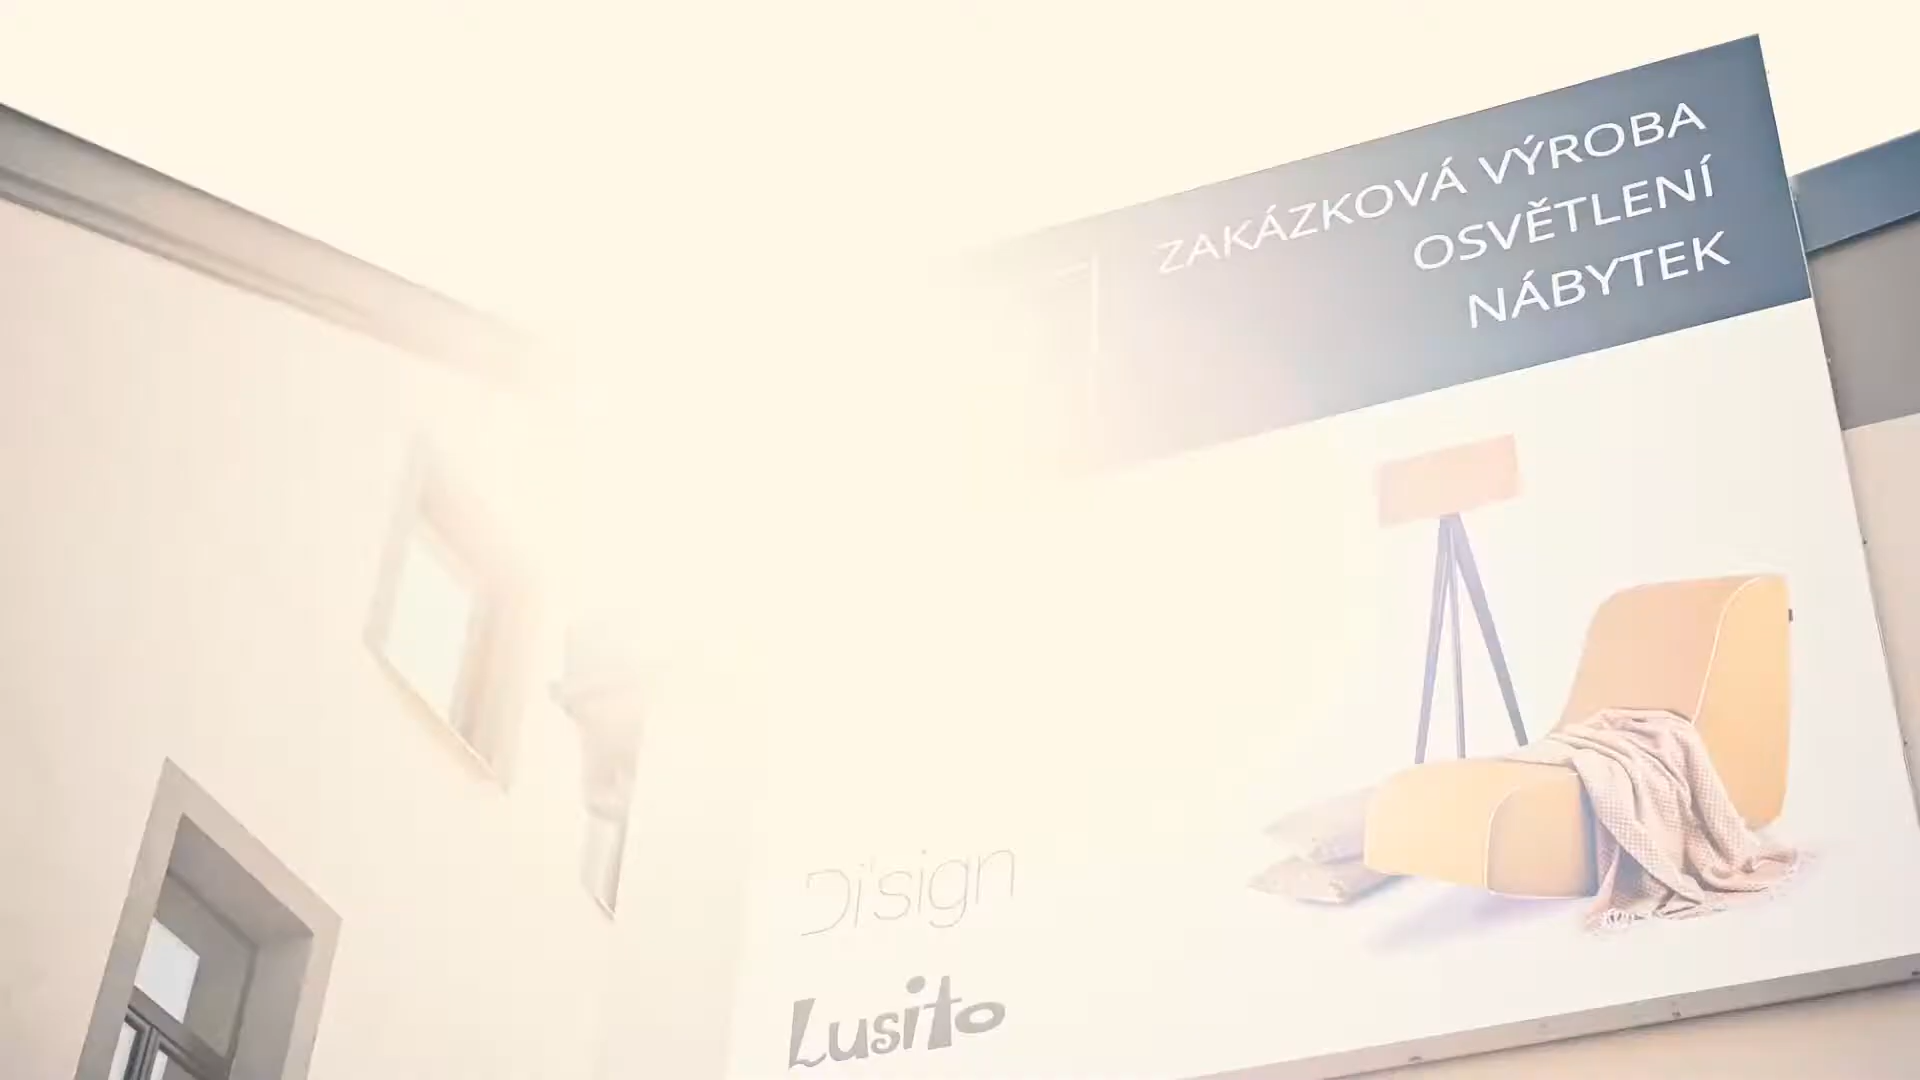 ZAKÁZKOVÁ VÝROBA
OSVĚTLENÍ
NÁBYTEK
Di'sign
Lusito